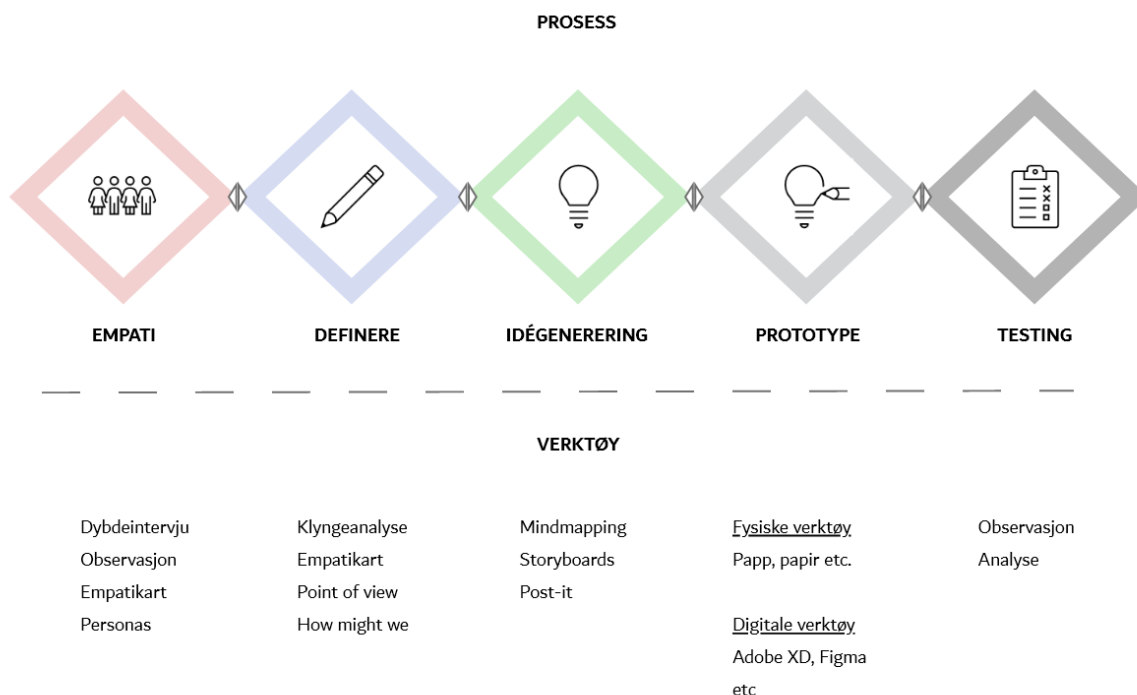 PROSESS
EMPATI
DEFINERE
IDÉGENERERING
PROTOTYPE
TESTING
VERKTØY
Dybdeintervju
Observasjon
Empatikart
Personas
Klyngeanalyse
Empatikart
Point of view
How might we
Mindmapping
Storyboards
Post-it
Fysiske verktøy
Papp, papir etc.
Digitale verktøy
Adobe XD, Figma
etc
Observasjon
Analyse